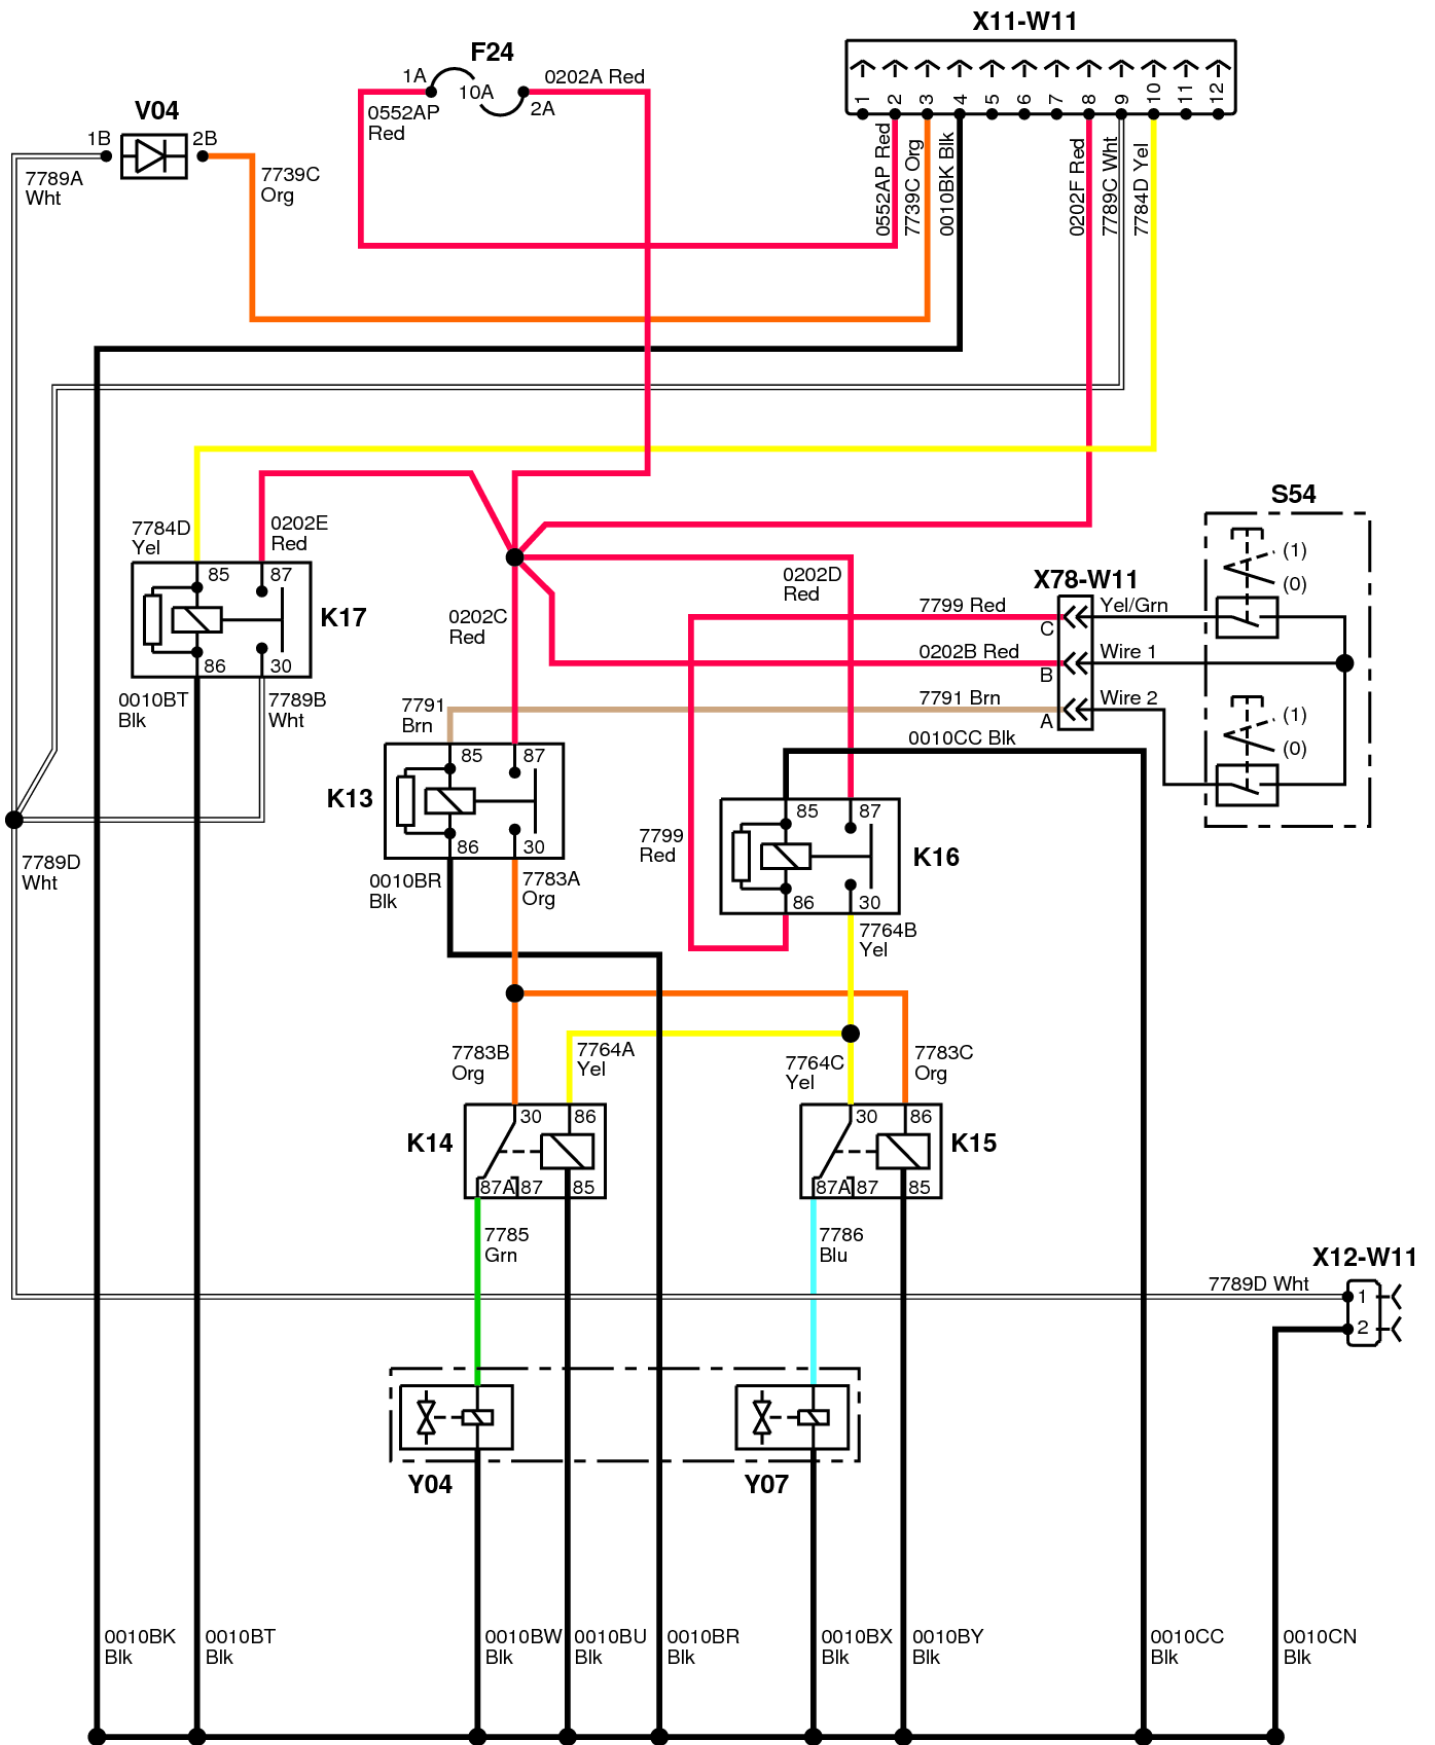 X11-W11
F24
1A
10A
0202A Red
2A
0552AP
Red
V04
1B
2B
7789A
Wht
7739C
Org
1
2
3
4
5
6
7
8
9
10
11
12
0552AP Red
7739C Org
0010BK Blk
0202F Red
7789C Wht
7784D Yel
S54
(1)
(0)
7784D
Yel
0202E
Red
85
87
K17
86
30
0010BT
Blk
7789B
Wht
0202D
Red
0202C
Red
X78-W11
7799 Red
C
Yel/Grn
0202B Red
B
Wire 1
7791 Brn
A
Wire 2
(1)
(0)
7791
Brn
0010CC Blk
85
87
K13
86
30
0010BR
Blk
7783A
Org
85
87
7799
Red
K16
86
30
7764B
Yel
7789D
Wht
7783B
Org
7764A
Yel
7764C
Yel
7783C
Org
30
86
K14
87A
87
85
30
86
K15
87A
87
85
7785
Grn
7786
Blu
X12-W11
7789D Wht
1
2
Y04
Y07
0010BK
Blk
0010BT
Blk
0010BW
Blk
0010BU
Blk
0010BR
Blk
0010BX
Blk
0010BY
Blk
0010CC
Blk
0010CN
Blk